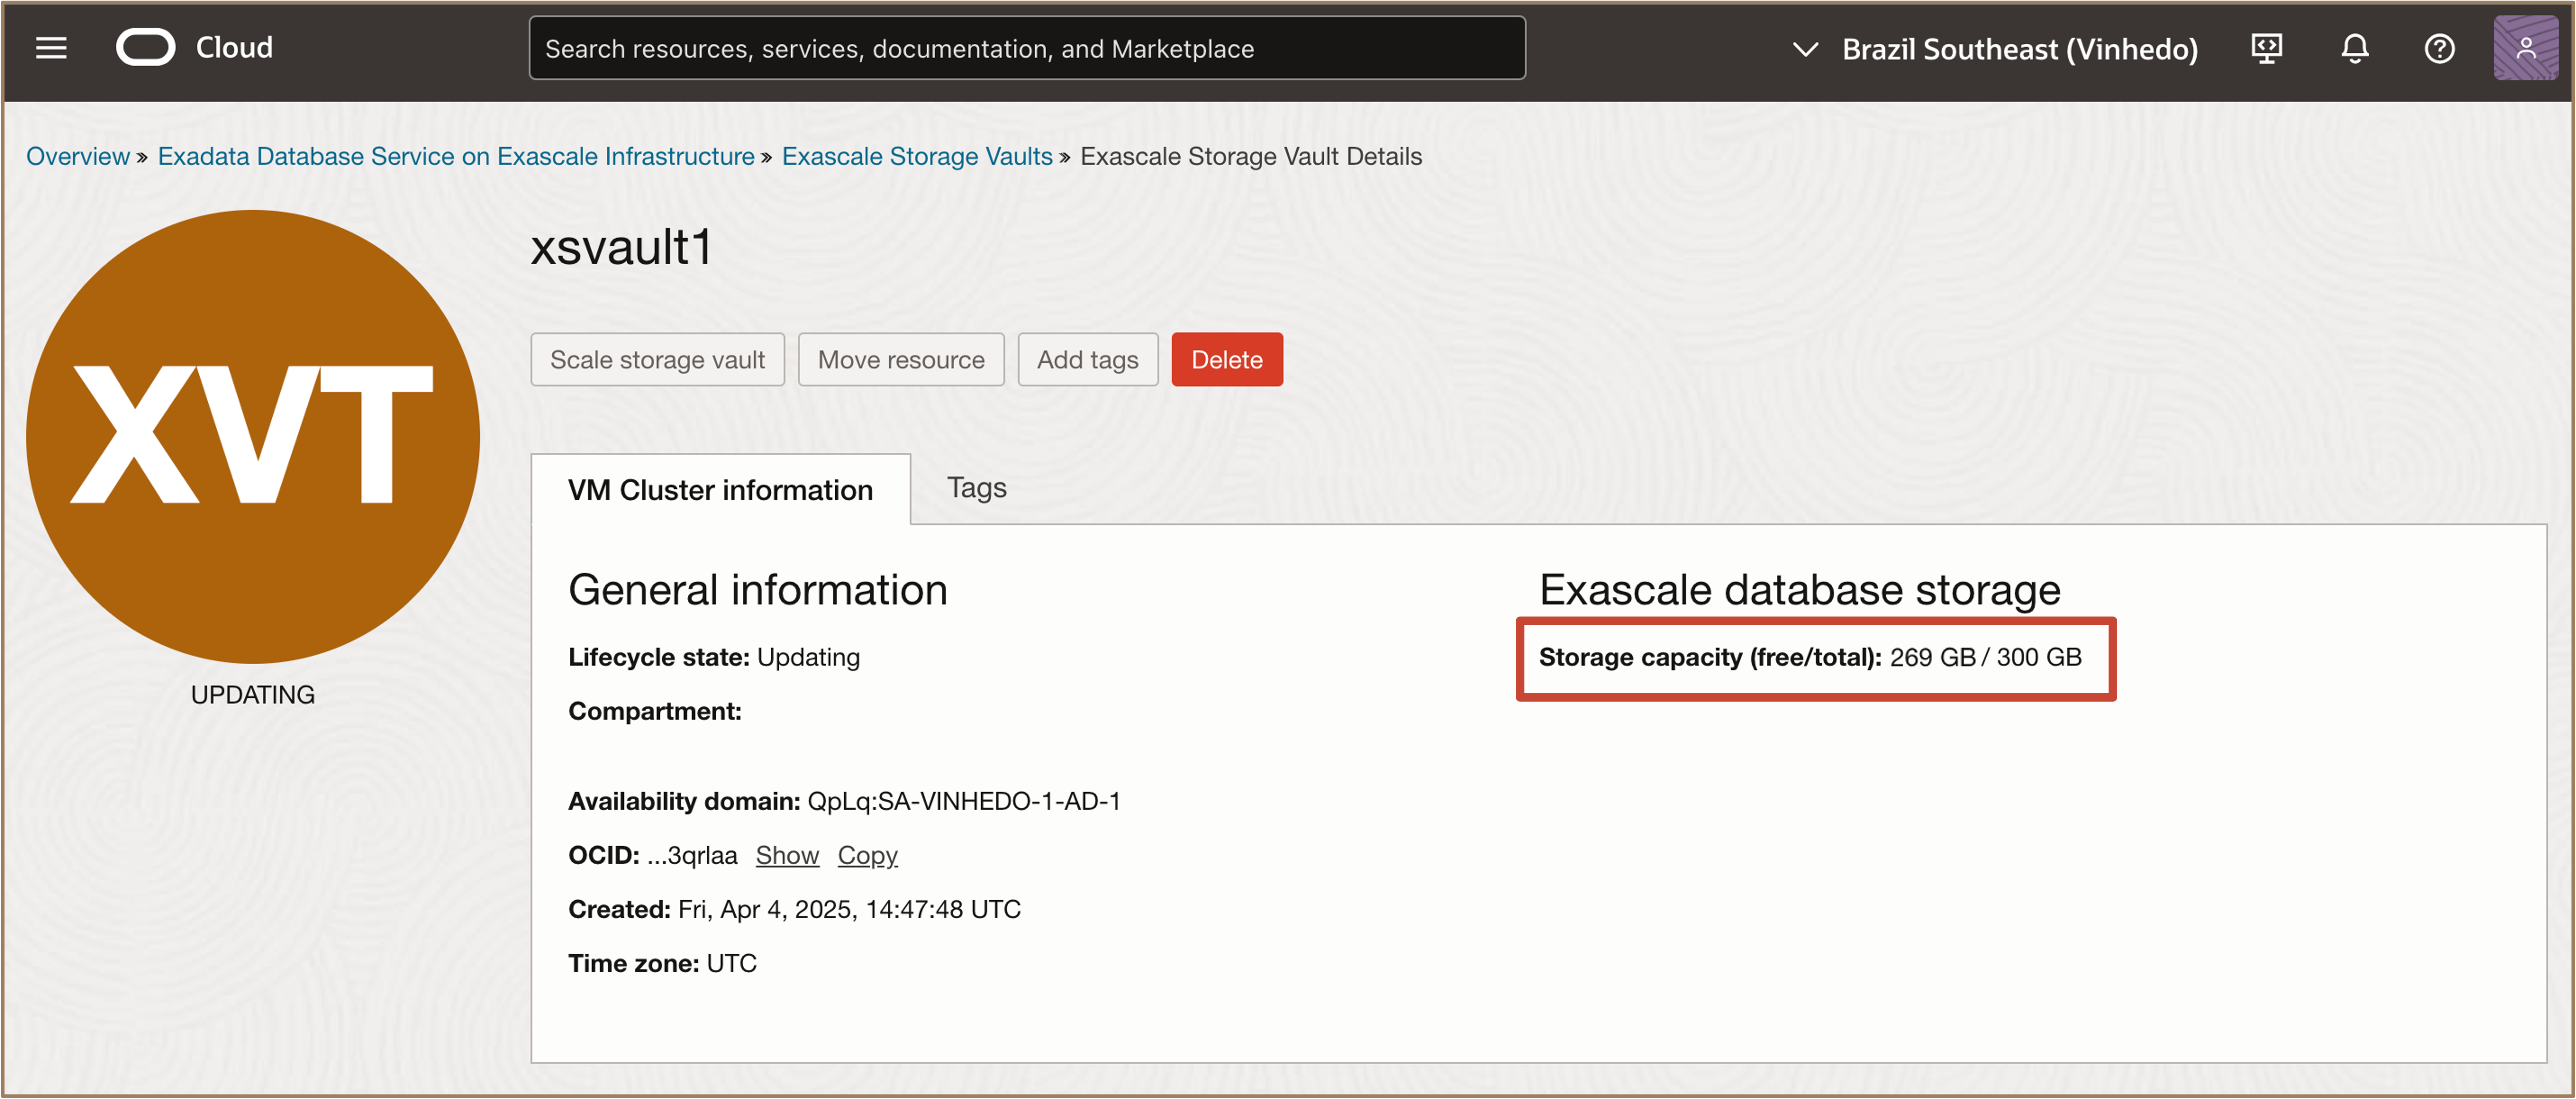 Cloud
Search resources, services, documentation, and Marketplace
Brazil Southeast (Vinhedo)
Overview » Exadata Database Service on Exascale Infrastructure » Exascale Storage Vaults » Exascale Storage Vault Details
XVT
UPDATING
xsvault1
Scale storage vault
Move resource
Add tags
Delete
VM Cluster information
Tags
General information
Lifecycle state: Updating
Compartment:
Availability domain: QpLq:SA-VINHEDO-1-AD-1
OCID: ...3qrlaa Show Copy
Created: Fri, Apr 4, 2025, 14:47:48 UTC
Time zone: UTC
Exascale database storage
Storage capacity (free/total): 269 GB / 300 GB